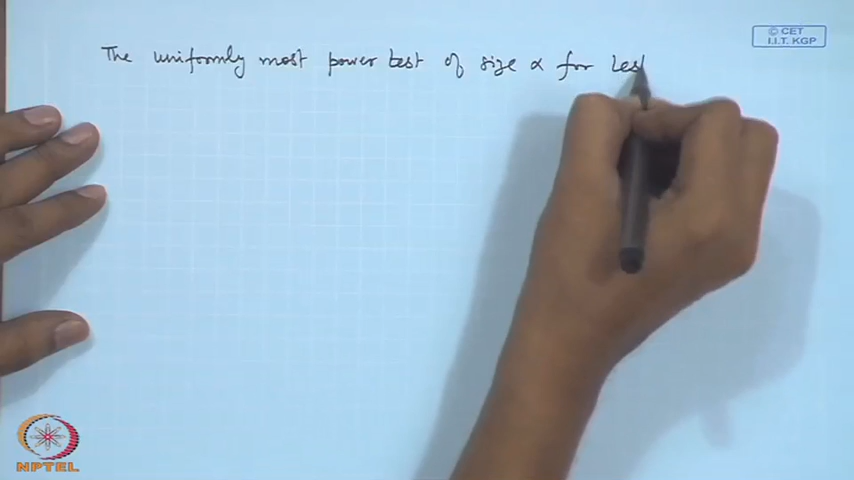 © CET
I.I.T. KGP
The uniformly most power test of size α for test
NPTEL